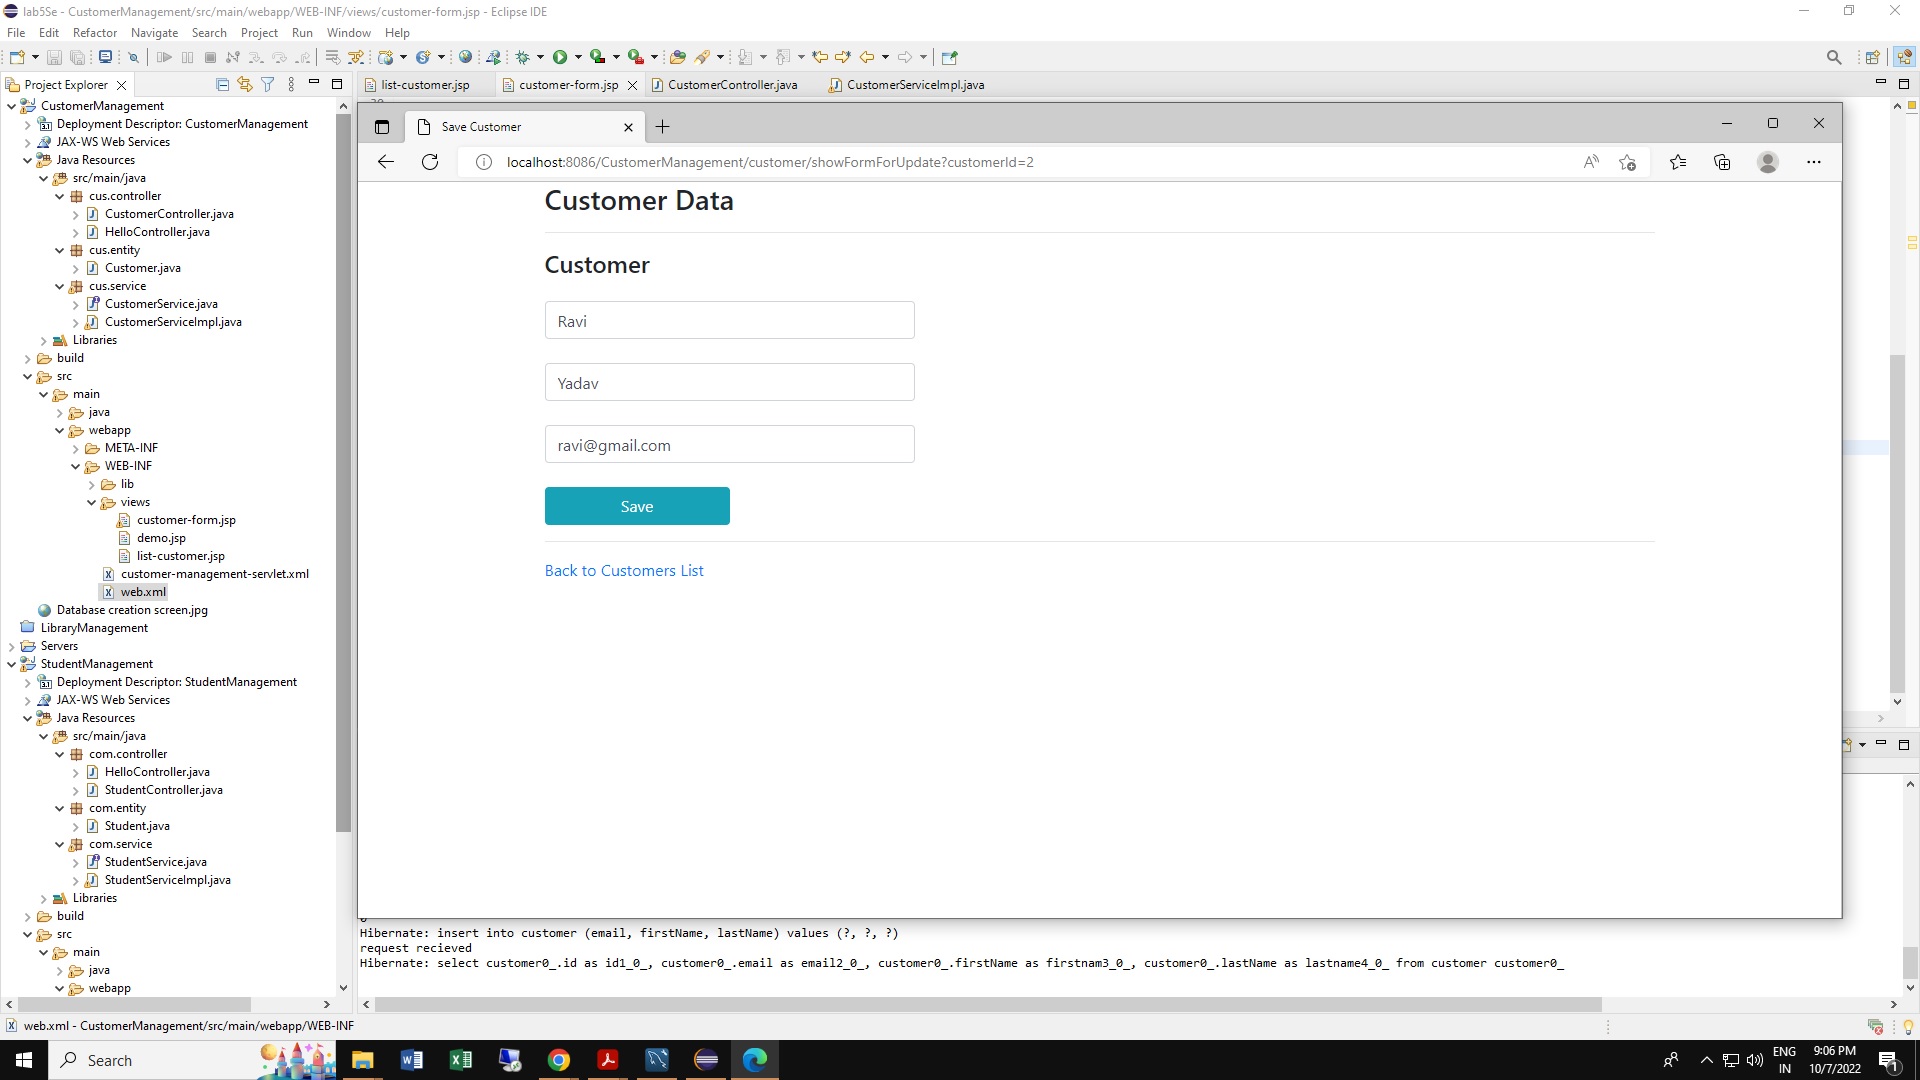 lab5Se - CustomerManagement/src/main/webapp/WEB-INF/views/customer-form.jsp - Eclipse IDE
File Edit Refactor Navigate Search Project Run Window Help
Project Explorer
list-customer.jsp
customer-form.jsp
CustomerController.java
CustomerServiceImpl.java
CustomerManagement
Deployment Descriptor: CustomerManagement
JAX-WS Web Services
Java Resources
src/main/java
cus.controller
CustomerController.java
HelloController.java
cus.entity
Customer.java
cus.service
CustomerService.java
CustomerServiceImpl.java
Libraries
build
src
main
java
webapp
META-INF
WEB-INF
lib
views
customer-form.jsp
demo.jsp
list-customer.jsp
customer-management-servlet.xml
web.xml
Database creation screen.jpg
LibraryManagement
Servers
StudentManagement
Deployment Descriptor: StudentManagement
JAX-WS Web Services
Java Resources
src/main/java
com.controller
HelloController.java
StudentController.java
com.entity
Student.java
com.service
StudentService.java
StudentServiceImpl.java
Libraries
build
src
main
java
webapp
Save Customer
localhost:8086/CustomerManagement/customer/showFormForUpdate?customerId=2
Customer Data
Customer
Ravi
Yadav
ravi@gmail.com
Save
Back to Customers List
Hibernate: insert into customer (email, firstName, lastName) values (?, ?, ?)
request recieved
Hibernate: select customer0_.id as id1_0_, customer0_.email as email2_0_, customer0_.firstName as firstnam3_0_, customer0_.lastName as lastname4_0_ from customer customer0_
web.xml - CustomerManagement/src/main/webapp/WEB-INF
Search
ENG
IN
9:06 PM
10/7/2022
1